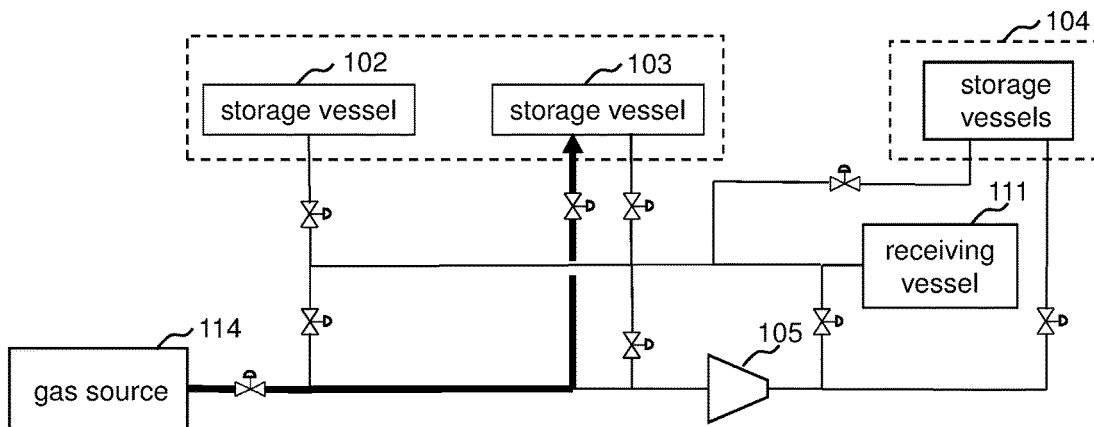 104
102
103
storage vessel
storage vessel
storage
vessels
111
receiving
vessel
114
105
gas source